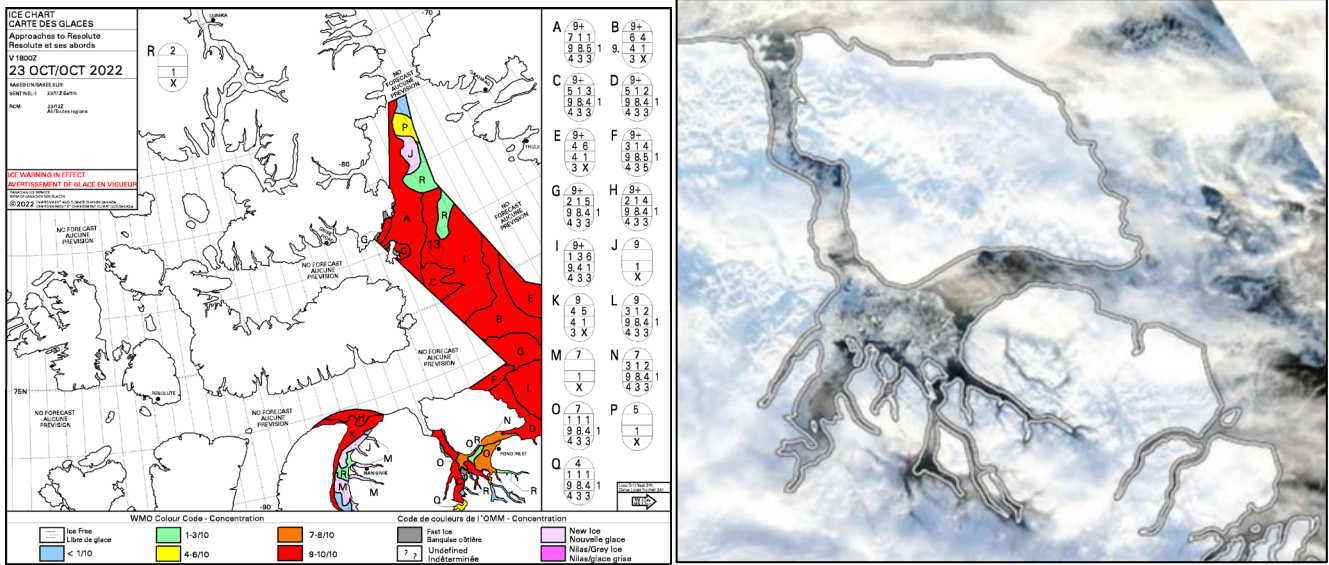 ICE CHART
CARTE DES GLACES
Approaches to Resolute
Resolute et ses abords
V 1800Z
23 OCT/OCT 2022
BASED ON/BASEE SUR:
SENTINEL-1:
RCM:
ICE WARNING IN EFFECT
AVERTISSEMENT DE GLACE EN VIGUEUR
©2022
R
2
1
X
EUREKA
-70
NO FORECAST
AUCUNE
PREVISION
THULE
-80
P
J
R
R
A
13
I
G
G
C
E
B
G
F
L
D
NO FORECAST
AUCUNE
PREVISION
NO FORECAST
AUCUNE
PREVISION
NO FORECAST
AUCUNE
PREVISION
NO FORECAST
AUCUNE
PREVISION
75N
RESOLUTE
NO FORECAST
AUCUNE
PREVISION
NO FORECAST
AUCUNE
PREVISION
H
K
J
M
NANISIVIK
R
M
M
N
O
R
O
POND INLET
O
Q
R
R
-90
A
9+
7 1 1
9 8.5 1
4 3 3
B
9+
6 4
9. 4 1
3 X
C
9+
5 1 3
9 8.4 1
4 3 3
D
9+
5 1 2
9 8.4 1
4 3 3
E
9+
4 6
4 1
3 X
F
9+
3 1 4
9 8.5 1
4 3 5
G
9+
2 1 5
9 8.4 1
4 3 3
H
9+
2 1 4
9 8.4 1
4 3 3
I
9+
1 3 6
9. 4 1
4 3 3
J
9
1
X
K
9
4 5
4 1
3 X
L
9
3 1 2
9 8.4 1
4 3 3
M
7
1
X
N
7
3 1 2
9 8.4 1
4 3 3
O
7
1 1 1
9 8.4 1
4 3 3
P
5
1
X
Q
4
1 1 1
9 8.4 1
4 3 3
WMO Colour Code - Concentration
Code de couleurs de l'OMM - Concentration
Ice Free
Libre de glace
1-3/10
7-8/10
Fast Ice
Banquise côtière
New Ice
Nouvelle glace
< 1/10
4-6/10
9-10/10
? ?
Undefined
Indéterminée
Nilas/Grey Ice
Nilas/glace grise